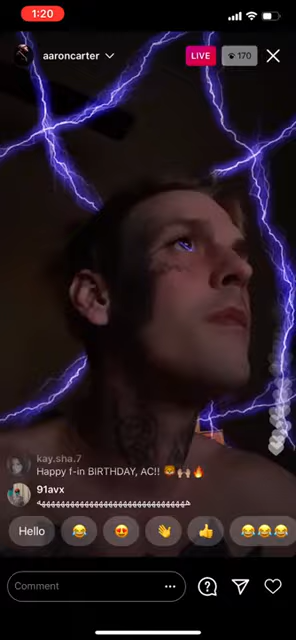 1:20
aaroncarter
LIVE
170
kay.sha.7
Happy f-in BIRTHDAY, AC!! 🦁🙌🏽🔥
91avx
Hello
😂
😍
👋
👍
😂😂😂
Comment